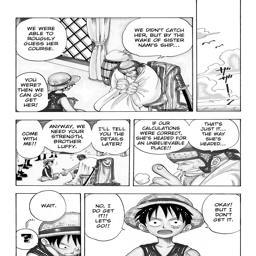 WE DIDN'T CATCH
HER, BUT BY THE
WAKE OF SISTER
NAMI'S SHIP...
WE WERE
ABLE TO
ROUGHLY
GUESS HER
COURSE.
YOU
WERE?
THEN WE
CAN GO
GET
HER!
THAT'S
JUST IT...
THE WAY
SHE'S
HEADED...
IF OUR
CALCULATIONS
WERE CORRECT,
SHE'S HEADED
FOR AN
UNBELIEVABLE
PLACE!!
I'LL TELL
YOU THE
DETAILS
LATER!
ANYWAY, WE
NEED YOUR
STRENGTH,
BROTHER
LUFFY.
COME
WITH
ME!!
OKAY!
BUT I
DON'T
GET IT.
NO, I
DO GET
IT!!
LET'S
GO!
WAIT.
?